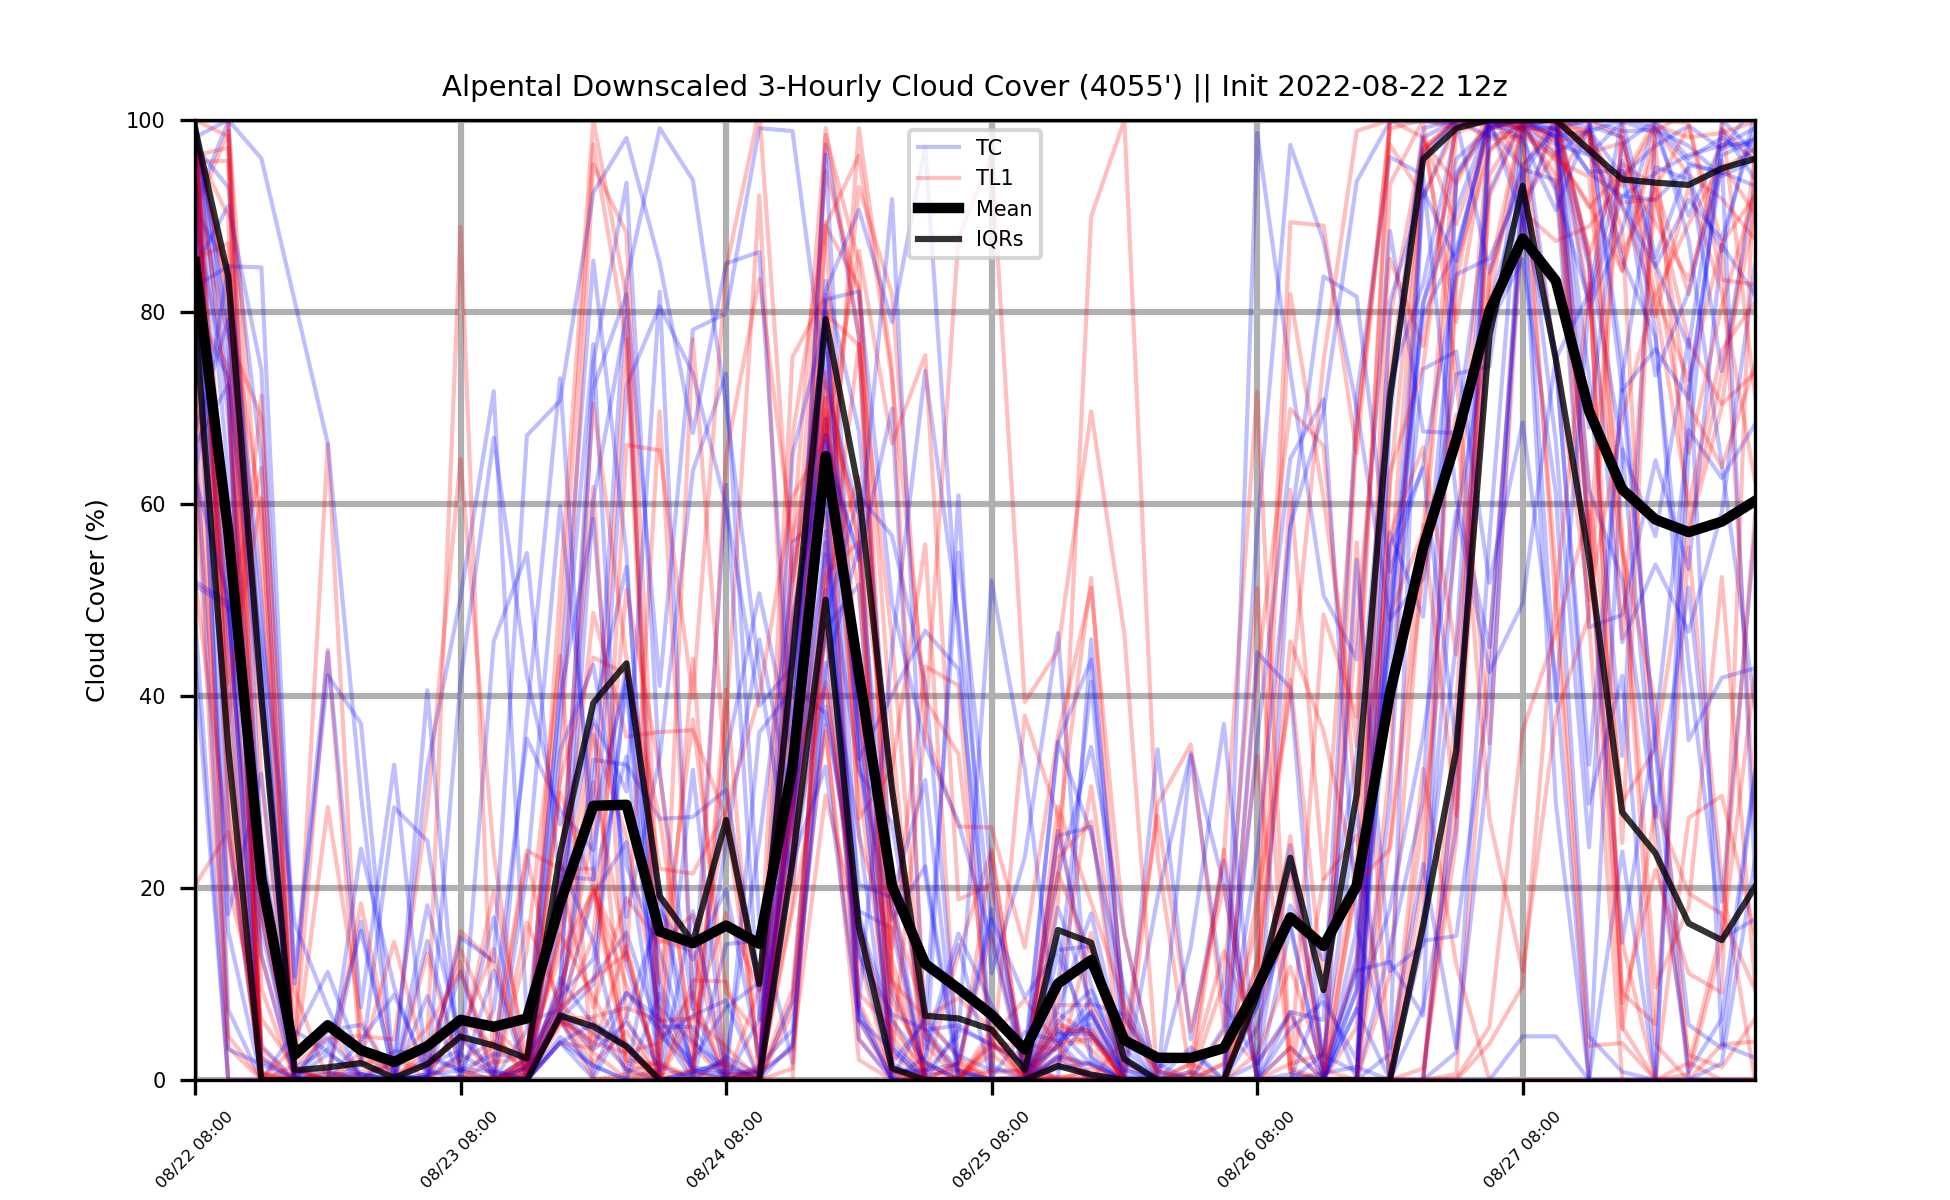 Alpental Downscaled 3-Hourly Cloud Cover (4055') || Init 2022-08-22 12z
Cloud Cover (%)
100
80
60
40
20
0
TC
TL1
Mean
IQRs
08/22 08:00
08/23 08:00
08/24 08:00
08/25 08:00
08/26 08:00
08/27 08:00